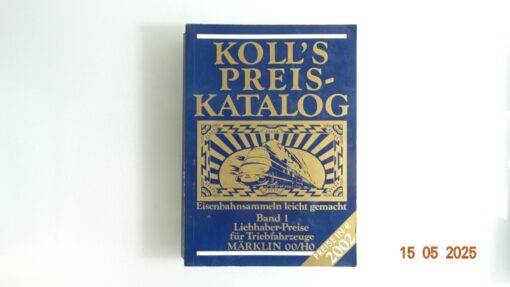 KOLL'S
PREIS-
KATALOG
Eisenbahnsammeln leicht gemacht
Band 1
Liebhaber-Preise
für Triebfahrzeuge
MÄRKLIN 00/H0
PREISE IN €
2002
15 05 2025